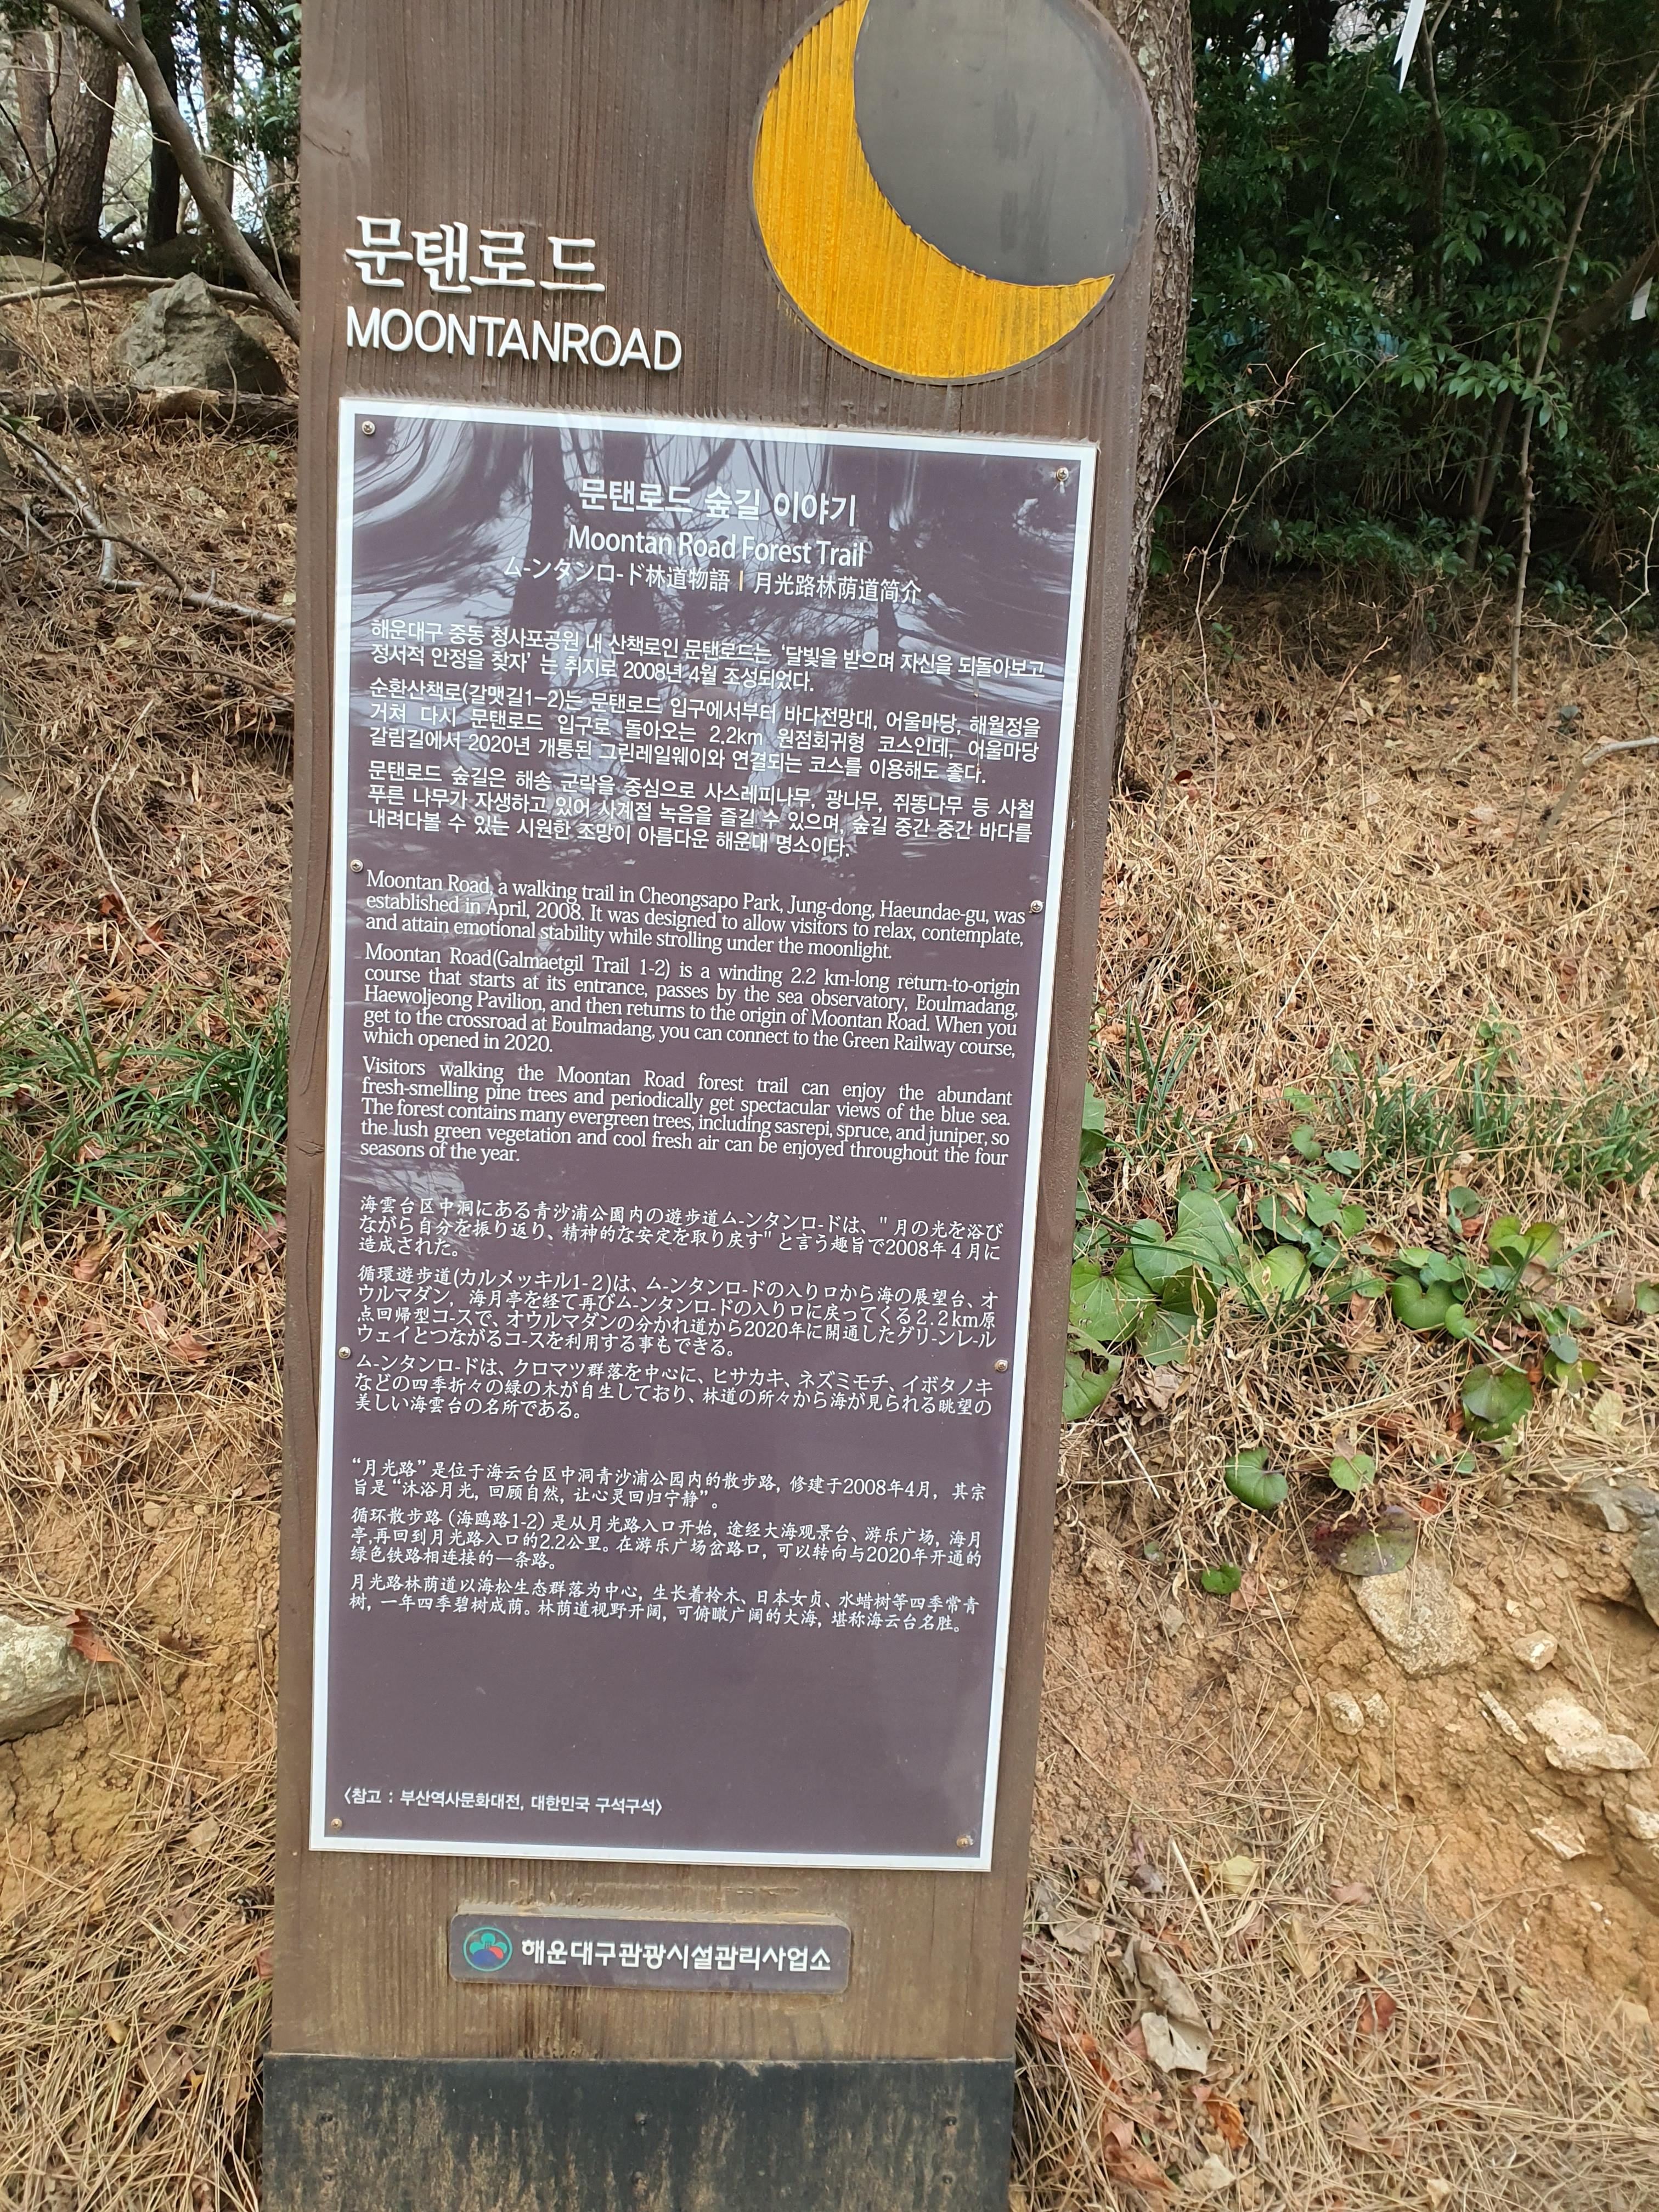 문탠로드
MOONTANROAD
문탠로드 숲길 이야기
Moontan Road Forest Trail
ム-ンタンロ-ド林道物語 | 月光路林荫道简介
해운대구 중동 청사포공원 내 산책로인 문탠로드는 '달빛을 받으며 자신을 되돌아보고
정서적 안정을 찾자' 는 취지로 2008년 4월 조성되었다.
순환산책로(갈맷길1-2)는 문탠로드 입구에서부터 바다전망대, 어울마당, 해월정을
거쳐 다시 문탠로드 입구로 돌아오는 2.2km 원점회귀형 코스인데, 어울마당
갈림길에서 2020년 개통된 그린레일웨이와 연결되는 코스를 이용해도 좋다.
문탠로드 숲길은 해송 군락을 중심으로 사스레피나무, 광나무, 쥐똥나무 등 사철
푸른 나무가 자생하고 있어 사계절 녹음을 즐길 수 있으며, 숲길 중간 중간 바다를
내려다볼 수 있는 시원한 조망이 아름다운 해운대 명소이다.
Moontan Road, a walking trail in Cheongsapo Park, Jung-dong, Haeundae-gu, was
established in April, 2008. It was designed to allow visitors to relax, contemplate,
and attain emotional stability while strolling under the moonlight.
Moontan Road(Galmaetgil Trail 1-2) is a winding 2.2 km-long return-to-origin
course that starts at its entrance, passes by the sea observatory, Eoulmadang,
Haewoljeong Pavilion, and then returns to the origin of Moontan Road. When you
get to the crossroad at Eoulmadang, you can connect to the Green Railway course,
which opened in 2020.
Visitors walking the Moontan Road forest trail can enjoy the abundant
fresh-smelling pine trees and periodically get spectacular views of the blue sea.
The forest contains many evergreen trees, including sasrepi, spruce, and juniper, so
the lush green vegetation and cool fresh air can be enjoyed throughout the four
seasons of the year.
海雲台区中洞にある青沙浦公園内の遊歩道ム-ンタンロ-ドは、"月の光を浴び
ながら自分を振り返り、精神的な安定を取り戻す"と言う趣旨で2008年４月に
造成された。
循環遊歩道(カルメッキル1-２)は、ム-ンタンロ-ドの入り口から海の展望台、オ
ウルマダン, 海月亭を経て再びム-ンタンロ-ドの入り口に戻ってくる２.２km原
点回帰型コ-スで、オウルマダンの分かれ道から2020年に開通したグリ-ンレ-ル
ウェイとつながるコ-スを利用する事もできる。
ム-ンタンロ-ドは、クロマツ群落を中心に、ヒサカキ、ネズミモチ、イボタノキ
などの四季折々の緑の木が自生しており、林道の所々から海が見られる眺望の
美しい海雲台の名所である。
“月光路”是位于海云台区中洞青沙浦公园内的散步路，修建于2008年4月，其宗
旨是“沐浴月光，回顾自然，让心灵回归宁静”。
循环散步路 (海鸥路1-2) 是从月光路入口开始，途经大海观景台、游乐广场，海月
亭,再回到月光路入口的2.2公里。在游乐广场岔路口，可以转向与2020年开通的
绿色铁路相连接的一条路。
月光路林荫道以海松生态群落为中心，生长着柃木、日本女贞、水蜡树等四季常青
树，一年四季碧树成荫。林荫道视野开阔，可俯瞰广阔的大海，堪称海云台名胜。
<참고 : 부산역사문화대전, 대한민국 구석구석>
해운대구관광시설관리사업소